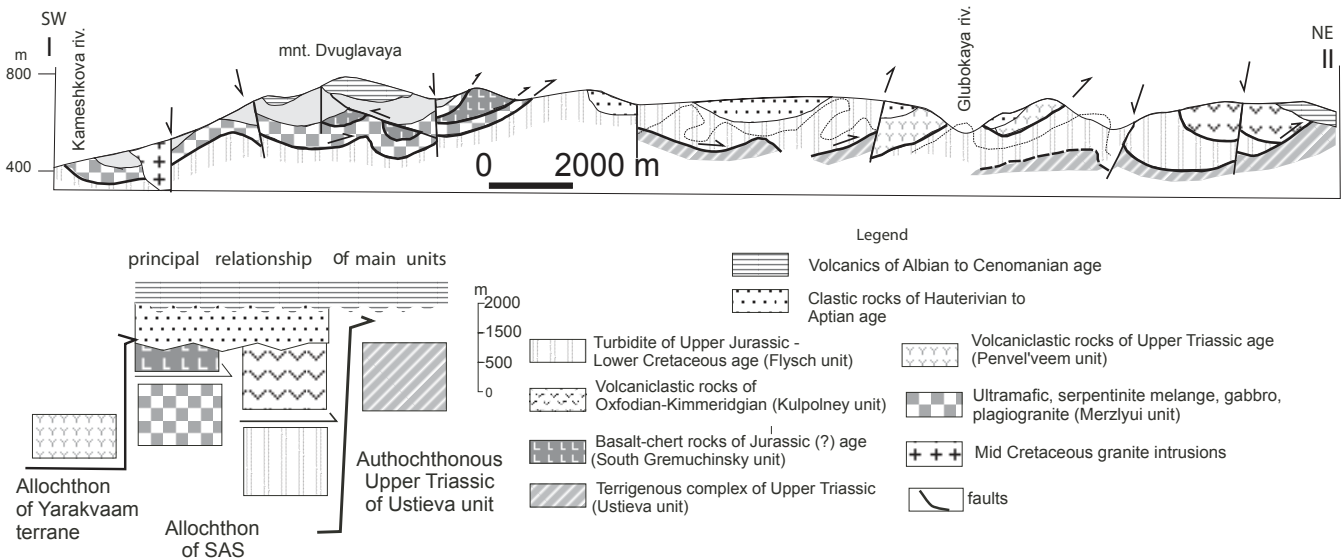 SW
I
m
800
400
Kameshkova riv.
mnt. Dvuglavaya
Glubokaya riv.
NE
II
0 2000 m
principal relationship of main units
m
2000
1500
500
0
Allochthon
of Yarakvaam
terrane
Allochthon
of SAS
Authochthonous
Upper Triassic
of Ustieva unit
Legend
Volcanics of Albian to Cenomanian age
Clastic rocks of Hauterivian to
Aptian age
Turbidite of Upper Jurassic -
Lower Cretaceous age (Flysch unit)
Volcaniclastic rocks of
Oxfodian-Kimmeridgian (Kulpolney unit)
Basalt-chert rocks of Jurassic (?) age
(South Gremuchinsky unit)
Terrigenous complex of Upper Triassic
(Ustieva unit)
Volcaniclastic rocks of Upper Triassic age
(Penvel'veem unit)
Ultramafic, serpentinite melange, gabbro,
plagiogranite (Merzlyui unit)
Mid Cretaceous granite intrusions
faults